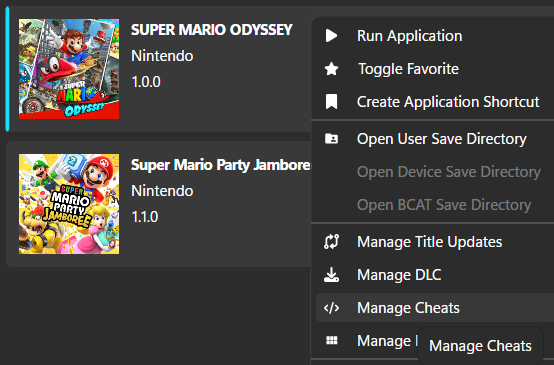 SUPER MARIO ODYSSEY
Nintendo
1.0.0
SUPER
MARIO
ODYSSEY
Super Mario Party Jambore
Nintendo
1.1.0
SUPER
MARIO
PARTY
JAMBOREE
Run Application
Toggle Favorite
Create Application Shortcut
Open User Save Directory
Open Device Save Directory
Open BCAT Save Directory
Manage Title Updates
Manage DLC
Manage Cheats
Manage
Manage Cheats